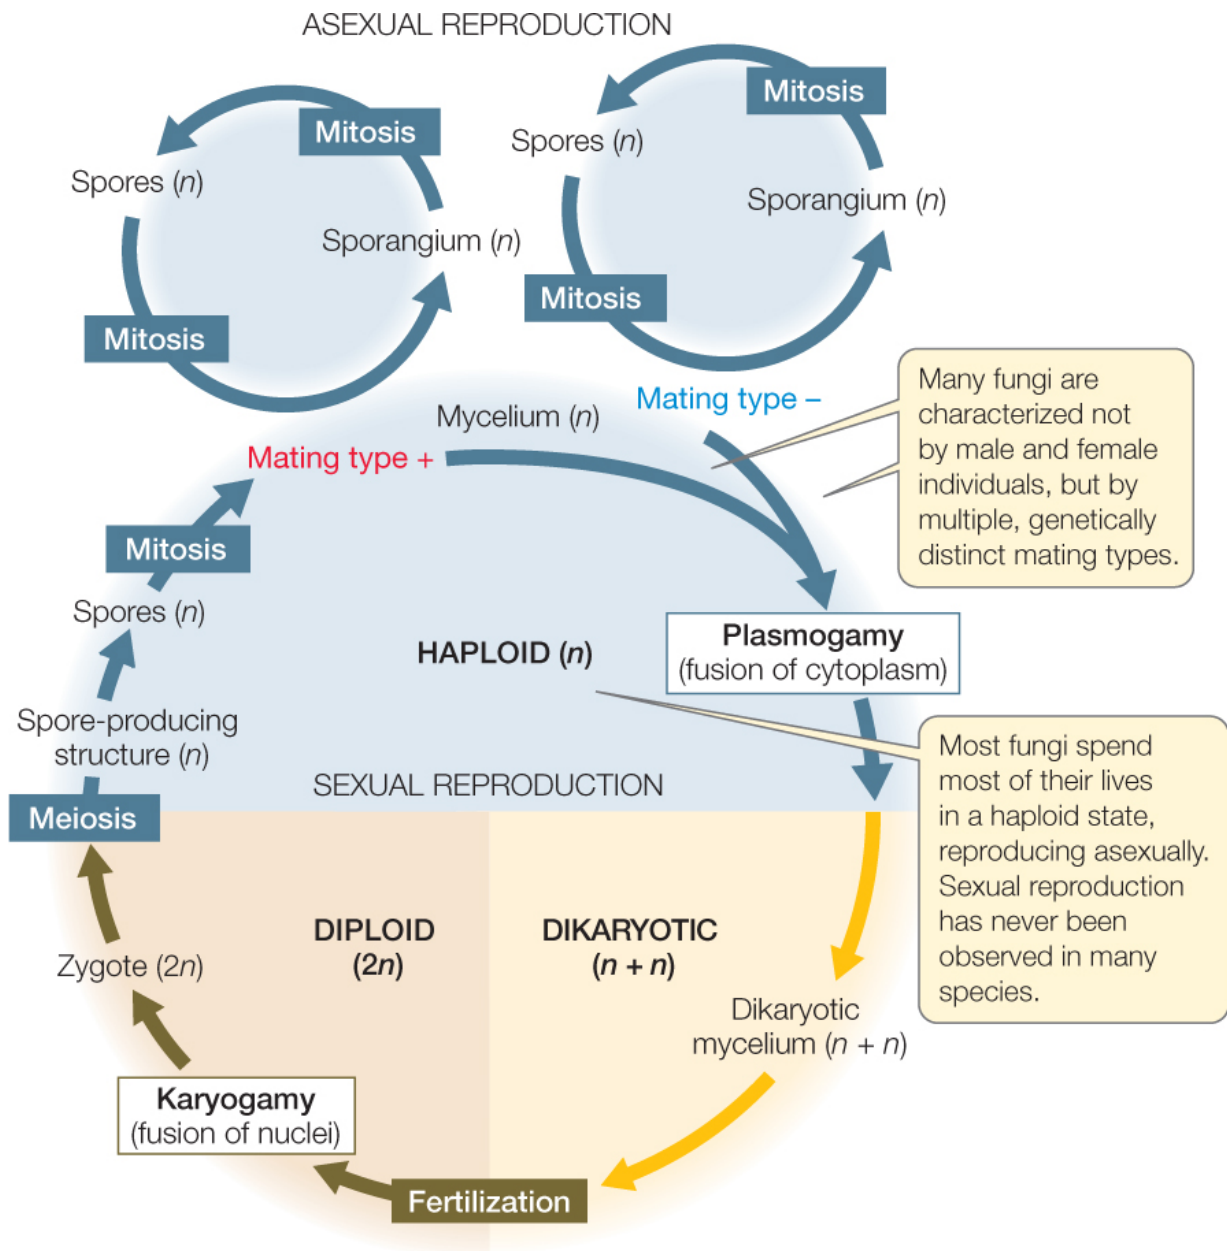 ASEXUAL REPRODUCTION
Mitosis
Spores (n)
Sporangium (n)
Mitosis
Mitosis
Spores (n)
Sporangium (n)
Mitosis
Mating type –
Mycelium (n)
Mating type +
Many fungi are
characterized not
by male and female
individuals, but by
multiple, genetically
distinct mating types.
Mitosis
Spores (n)
Spore-producing
structure (n)
Meiosis
HAPLOID (n)
Plasmogamy
(fusion of cytoplasm)
SEXUAL REPRODUCTION
Most fungi spend
most of their lives
in a haploid state,
reproducing asexually.
Sexual reproduction
has never been
observed in many
species.
DIPLOID
(2n)
DIKARYOTIC
(n + n)
Zygote (2n)
Dikaryotic
mycelium (n + n)
Karyogamy
(fusion of nuclei)
Fertilization